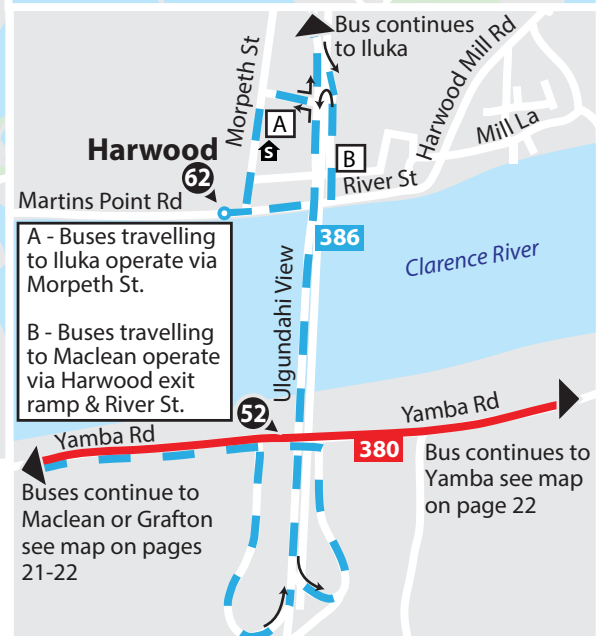 Bus continues
to Iluka
Morpeth St
Harwood Mill Rd
Mill La
A
B
S
Harwood
62
River St
Martins Point Rd
386
A - Buses travelling
to Iluka operate via
Morpeth St.
B - Buses travelling
to Maclean operate
via Harwood exit
ramp & River St.
Ulgundahi View
Clarence River
52
Yamba Rd
Yamba Rd
380
Bus continues to
Yamba see map
on page 22
Buses continue to
Maclean or Grafton
see map on pages
21-22